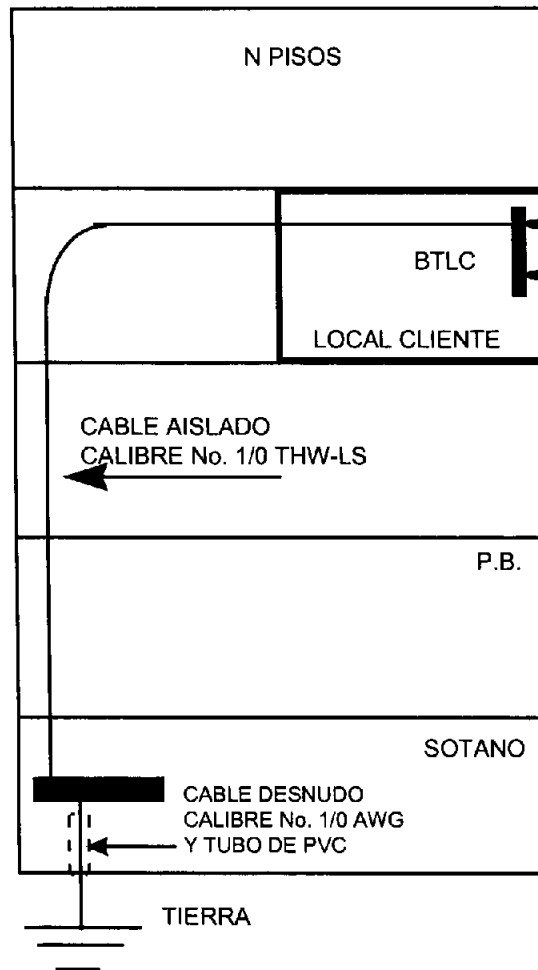 N PISOS
BTLC
LOCAL CLIENTE
CABLE AISLADO
CALIBRE No. 1/0 THW-LS
P.B.
SOTANO
CABLE DESNUDO
CALIBRE No. 1/0 AWG
Y TUBO DE PVC
TIERRA